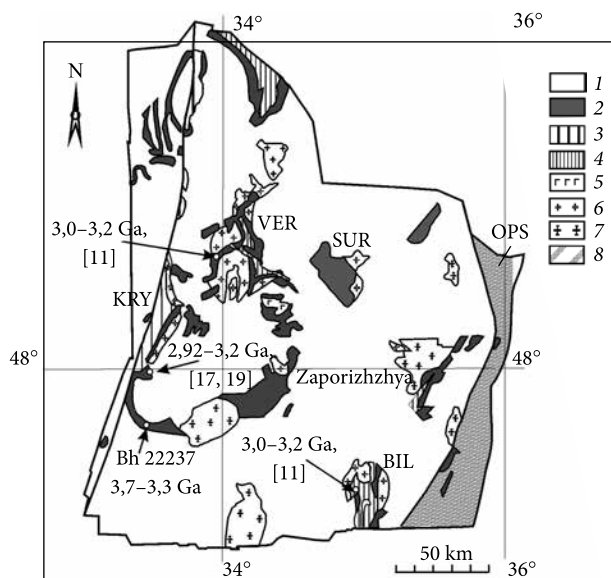 34°
36°
N
1
2
3
4
5
6
7
8
3,0–3,2 Ga,
[11]
VER
SUR
OPS
KRY
48°
2,92–3,2 Ga,
[17, 19]
Zaporizhzhya
48°
3,0–3,2 Ga,
[11]
BIL
Bh 22237
3,7–3,3 Ga
50 km
34°
36°